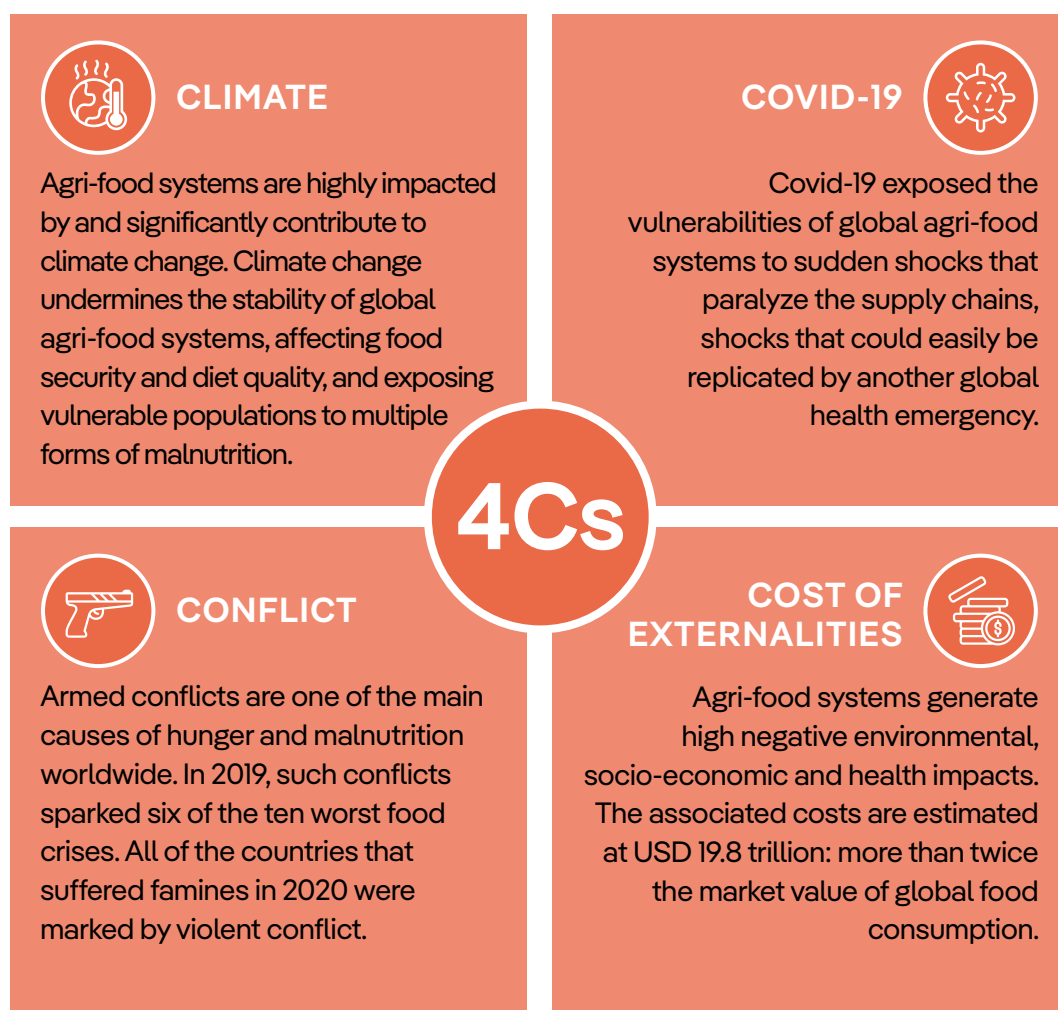 CLIMATE
Agri-food systems are highly impacted
by and significantly contribute to
climate change. Climate change
undermines the stability of global
agri-food systems, affecting food
security and diet quality, and exposing
vulnerable populations to multiple
forms of malnutrition.
COVID-19
Covid-19 exposed the
vulnerabilities of global agri-food
systems to sudden shocks that
paralyze the supply chains,
shocks that could easily be
replicated by another global
health emergency.
4Cs
CONFLICT
Armed conflicts are one of the main
causes of hunger and malnutrition
worldwide. In 2019, such conflicts
sparked six of the ten worst food
crises. All of the countries that
suffered famines in 2020 were
marked by violent conflict.
COST OF
EXTERNALITIES
$
Agri-food systems generate
high negative environmental,
socio-economic and health impacts.
The associated costs are estimated
at USD 19.8 trillion: more than twice
the market value of global food
consumption.